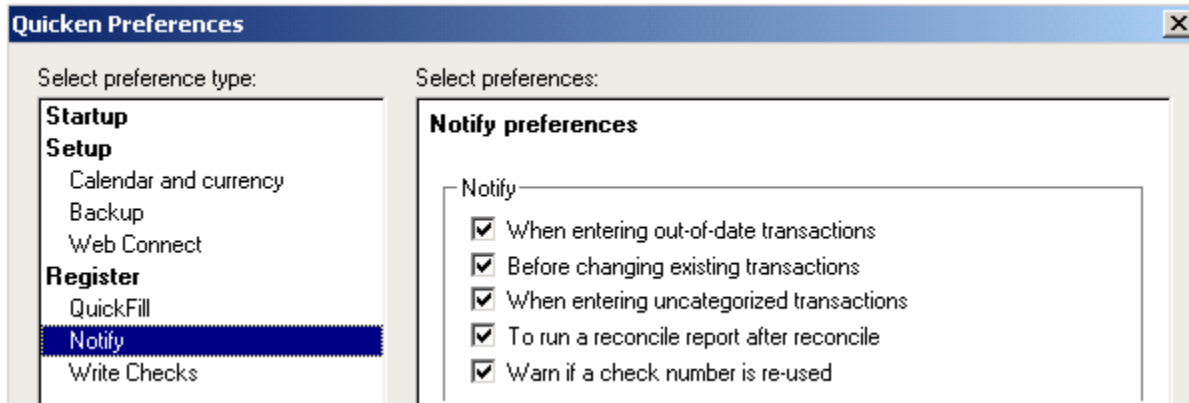 Quicken Preferences
Select preference type:
Startup
Setup
Calendar and currency
Backup
Web Connect
Register
QuickFill
Notify
Write Checks
Select preferences:
Notify preferences
Notify
When entering out-of-date transactions
Before changing existing transactions
When entering uncategorized transactions
To run a reconcile report after reconcile
Warn if a check number is re-used